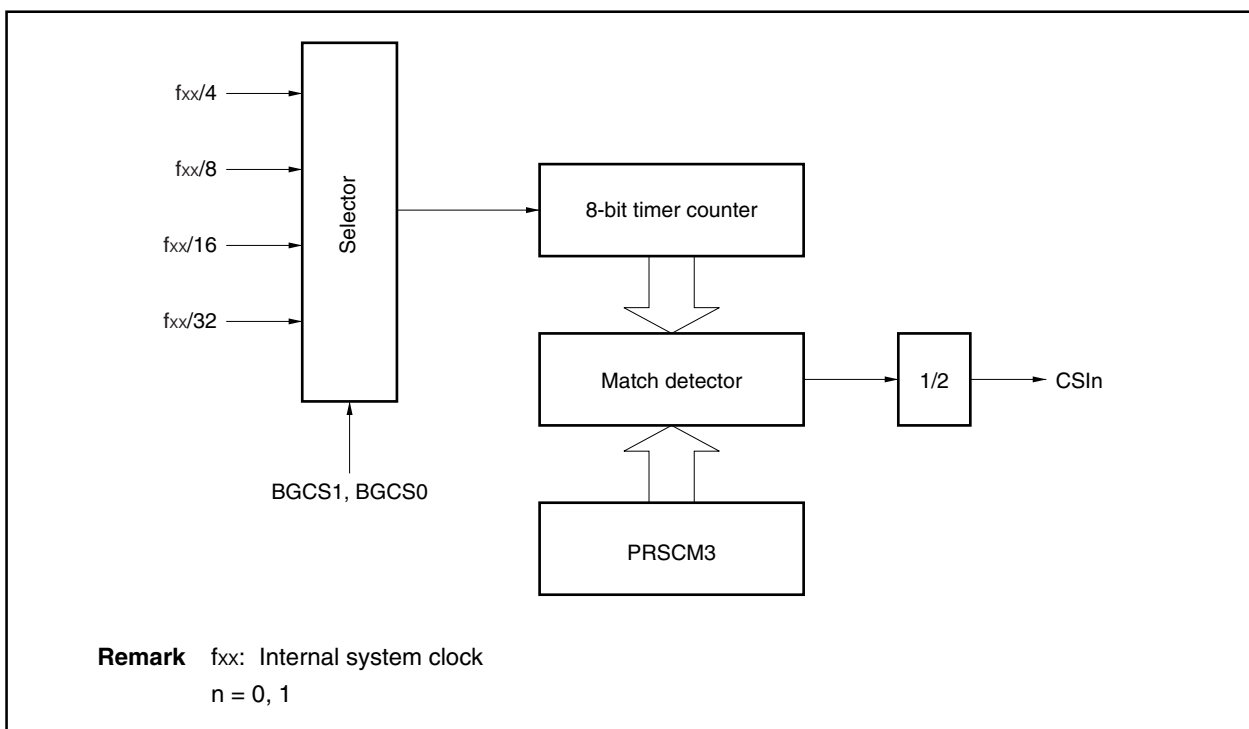 fxx/4
fxx/8
fxx/16
fxx/32
Selector
8-bit timer counter
Match detector
1/2
CSIn
BGCS1, BGCS0
PRSCM3
Remark fxx: Internal system clock
n = 0, 1